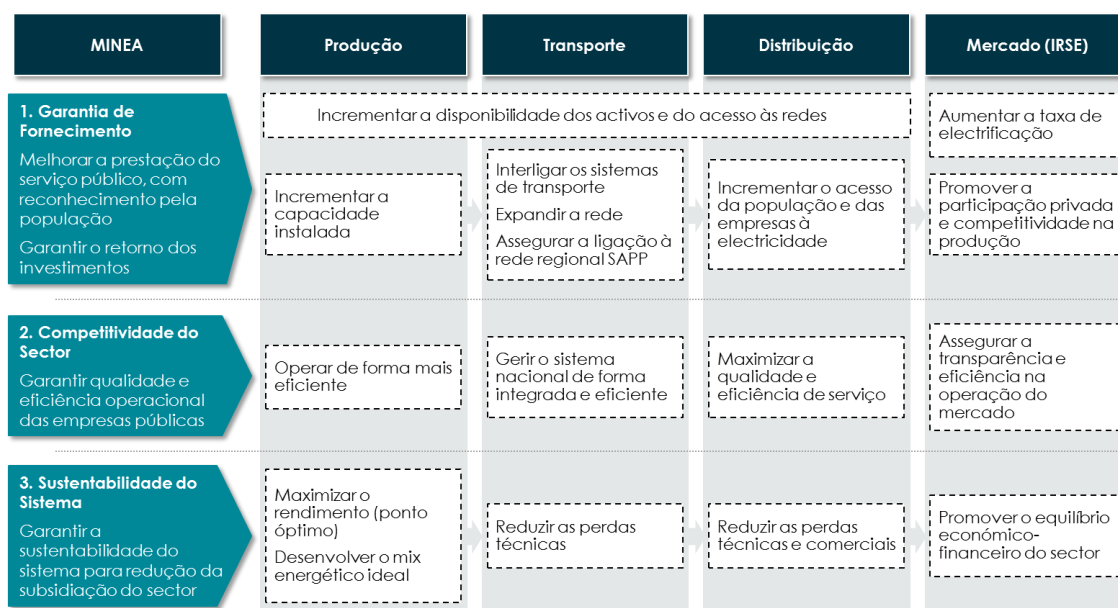 MINEA
Produção
Transporte
Distribuição
Mercado (IRSE)
1. Garantia de
Fornecimento
Melhorar a prestação do
serviço público, com
reconhecimento pela
população
Garantir o retorno dos
investimentos
Incrementar a disponibilidade dos activos e do acesso às redes
Aumentar a taxa de
electrificação
Incrementar a
capacidade
instalada
Interligar os sistemas
de transporte
Expandir a rede
Assegurar a ligação à
rede regional SAPP
Incrementar o acesso
da população e das
empresas à
electricidade
Promover a
participação privada
e competitividade na
produção
2. Competitividade do
Sector
Garantir qualidade e
eficiência operacional
das empresas públicas
Operar de forma mais
eficiente
Gerir o sistema
nacional de forma
integrada e eficiente
Maximizar a
qualidade e
eficiência de serviço
Assegurar a
transparência e
eficiência na
operação do
mercado
3. Sustentabilidade do
Sistema
Garantir a
sustentabilidade do
sistema para redução da
subsidiação do sector
Maximizar o
rendimento (ponto
óptimo)
Desenvolver o mix
energético ideal
Reduzir as perdas
técnicas
Reduzir as perdas
técnicas e comerciais
Promover o equilíbrio
económico-
financeiro do sector